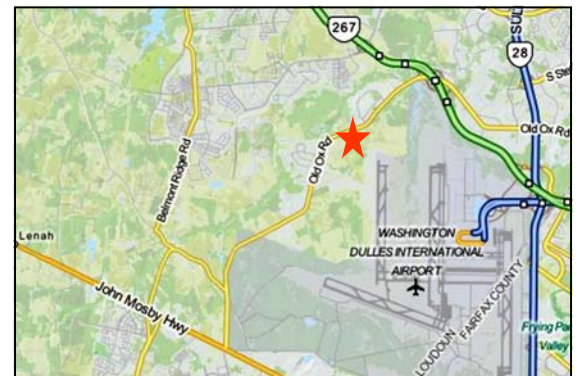 267
SUL
28
S Ste
Old Ox Rd
Old Ox Rd
Belmont Ridge Rd
Lenah
WASHINGTON
DULLES INTERNATIONAL
AIRPORT
John Mosby Hwy
LOUDOUN
FAIRFAX COUNTY
Frying Pa
Valley